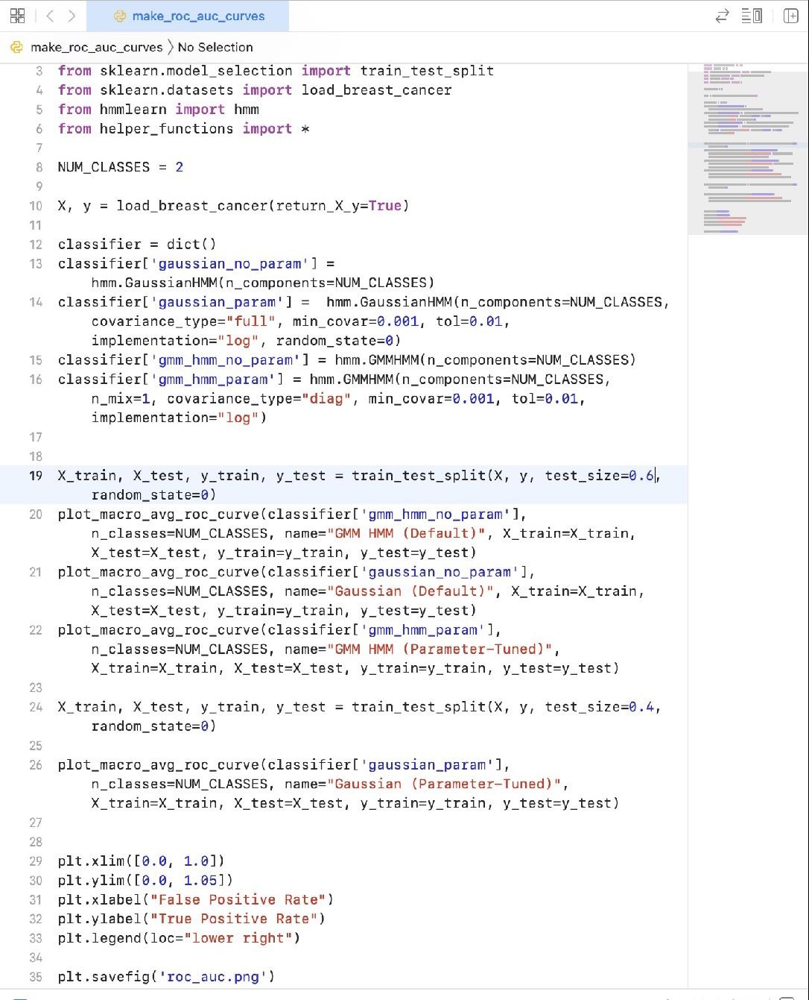 make_roc_auc_curves
make_roc_auc_curves 〉No Selection
3 from sklearn.model_selection import train_test_split
4 from sklearn.datasets import load_breast_cancer
5 from hmmlearn import hmm
6 from helper_functions import *
7
8 NUM_CLASSES = 2
9
10 X, y = load_breast_cancer(return_X_y=True)
11
12 classifier = dict()
13 classifier['gaussian_no_param'] =
hmm.GaussianHMM(n_components=NUM_CLASSES)
14 classifier['gaussian_param'] =  hmm.GaussianHMM(n_components=NUM_CLASSES,
covariance_type="full", min_covar=0.001, tol=0.01,
implementation="log", random_state=0)
15 classifier['gmm_hmm_no_param'] = hmm.GMMHMM(n_components=NUM_CLASSES)
16 classifier['gmm_hmm_param'] = hmm.GMMHMM(n_components=NUM_CLASSES,
n_mix=1, covariance_type="diag", min_covar=0.001, tol=0.01,
implementation="log")
17
18
19 X_train, X_test, y_train, y_test = train_test_split(X, y, test_size=0.6,
random_state=0)
20 plot_macro_avg_roc_curve(classifier['gmm_hmm_no_param'],
n_classes=NUM_CLASSES, name="GMM HMM (Default)", X_train=X_train,
X_test=X_test, y_train=y_train, y_test=y_test)
21 plot_macro_avg_roc_curve(classifier['gaussian_no_param'],
n_classes=NUM_CLASSES, name="Gaussian (Default)", X_train=X_train,
X_test=X_test, y_train=y_train, y_test=y_test)
22 plot_macro_avg_roc_curve(classifier['gmm_hmm_param'],
n_classes=NUM_CLASSES, name="GMM HMM (Parameter-Tuned)",
X_train=X_train, X_test=X_test, y_train=y_train, y_test=y_test)
23
24 X_train, X_test, y_train, y_test = train_test_split(X, y, test_size=0.4,
random_state=0)
25
26 plot_macro_avg_roc_curve(classifier['gaussian_param'],
n_classes=NUM_CLASSES, name="Gaussian (Parameter-Tuned)",
X_train=X_train, X_test=X_test, y_train=y_train, y_test=y_test)
27
28
29 plt.xlim([0.0, 1.0])
30 plt.ylim([0.0, 1.05])
31 plt.xlabel("False Positive Rate")
32 plt.ylabel("True Positive Rate")
33 plt.legend(loc="lower right")
34
35 plt.savefig('roc_auc.png')